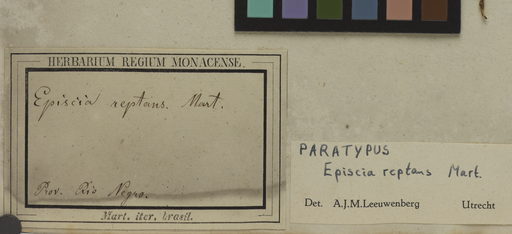 HERBARIUM REGIUM MONACENSE.
Episcia reptans. Mart.
Prov. Rio Negro.
Mart. iter. brasil.
PARATYPUS
Episcia reptans Mart.
Det. A.J.M.Leeuwenberg Utrecht